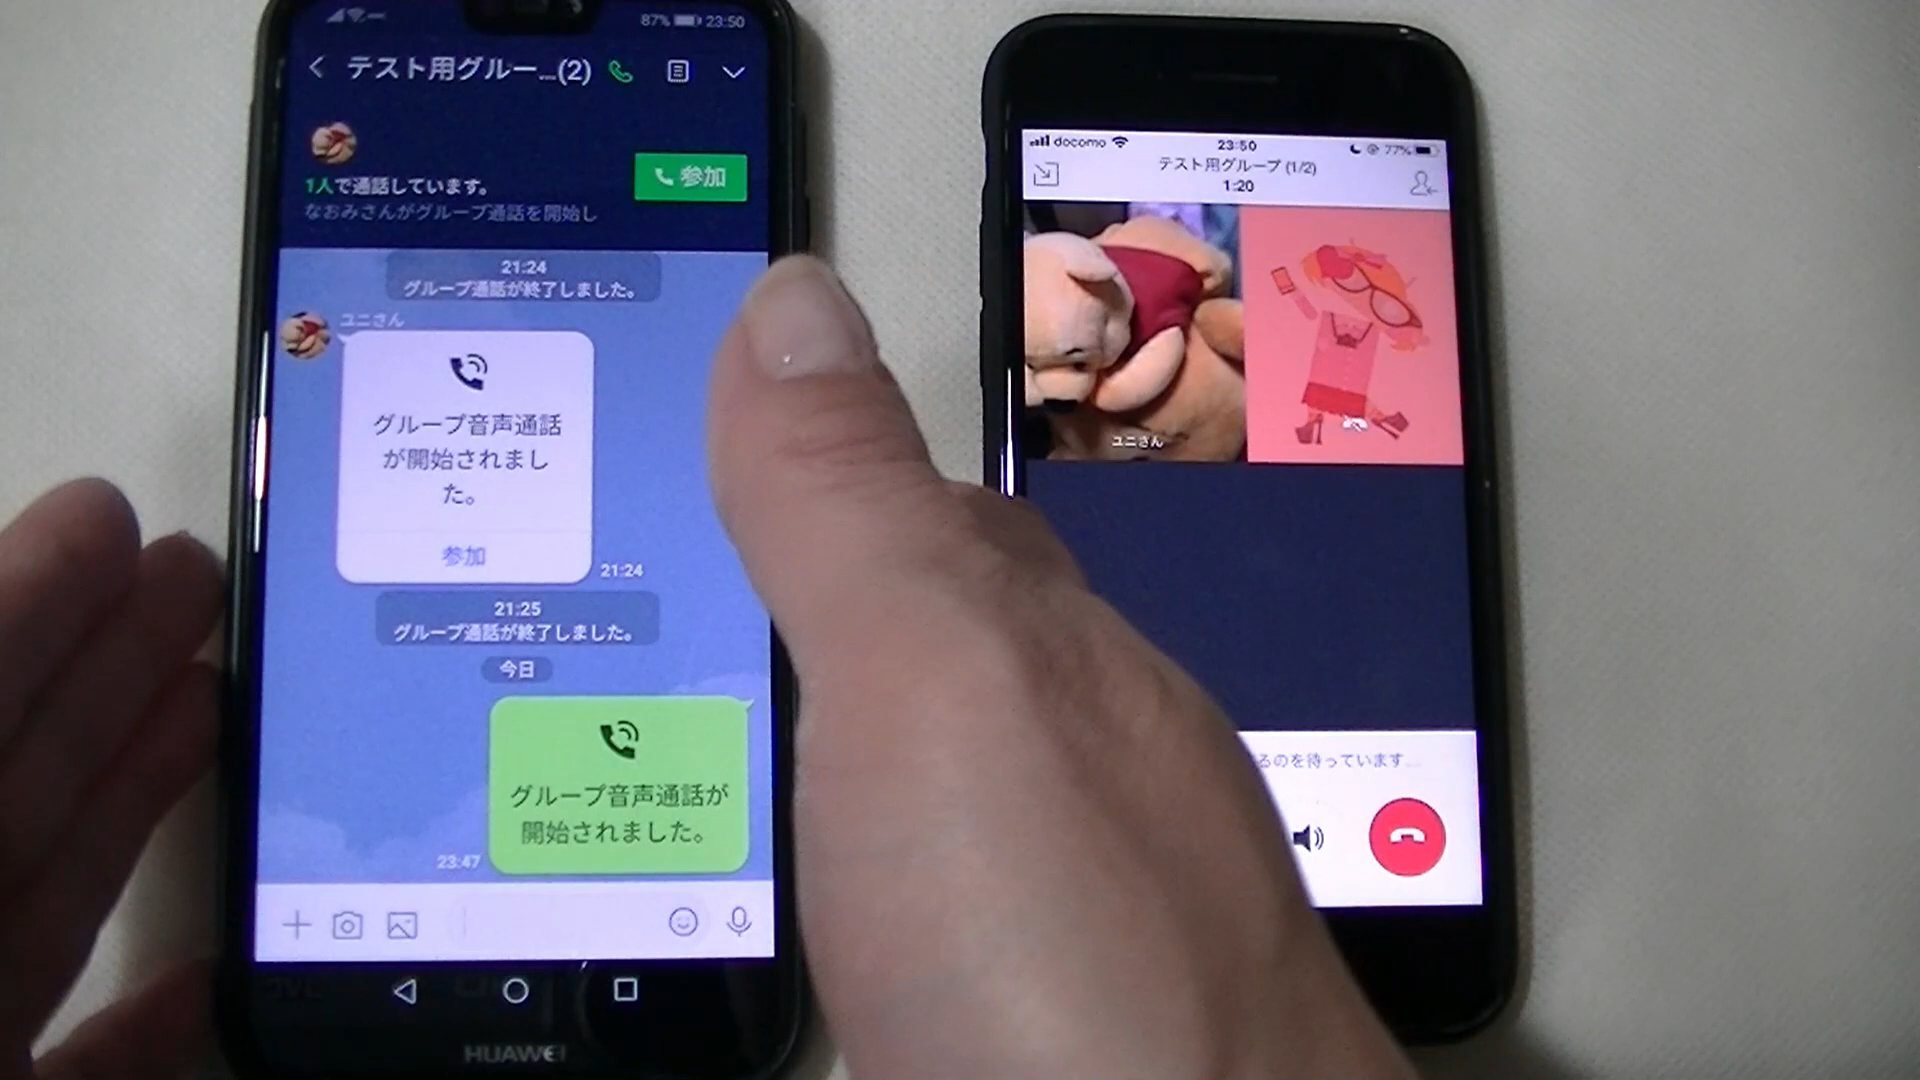 87% 23:50
テスト用グルー...(2)
1人で通話しています。
なおみさんがグループ通話を開始し
参加
21:24
グループ通話が終了しました。
ユニさん
グループ音声通話
が開始されまし
た。
参加
21:24
21:25
グループ通話が終了しました。
今日
グループ音声通話が
開始されました。
23:47
HUAWEI
docomo
23:50
77%
テスト用グループ (1/2)
1:20
ユニさん
るのを待っています...